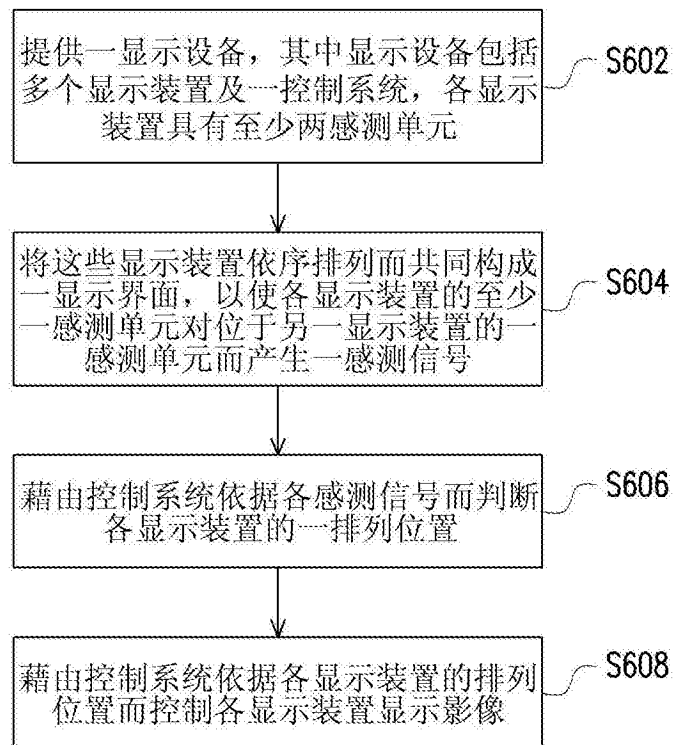 提供一显示设备，其中显示设备包括
多个显示装置及一控制系统，各显示
装置具有至少两感测单元
S602
将这些显示装置依序排列而共同构成
一显示界面，以使各显示装置的至少
一感测单元对位于另一显示装置的一
感测单元而产生一感测信号
S604
藉由控制系统依据各感测信号而判断
各显示装置的一排列位置
S606
藉由控制系统依据各显示装置的排列
位置而控制各显示装置显示影像
S608